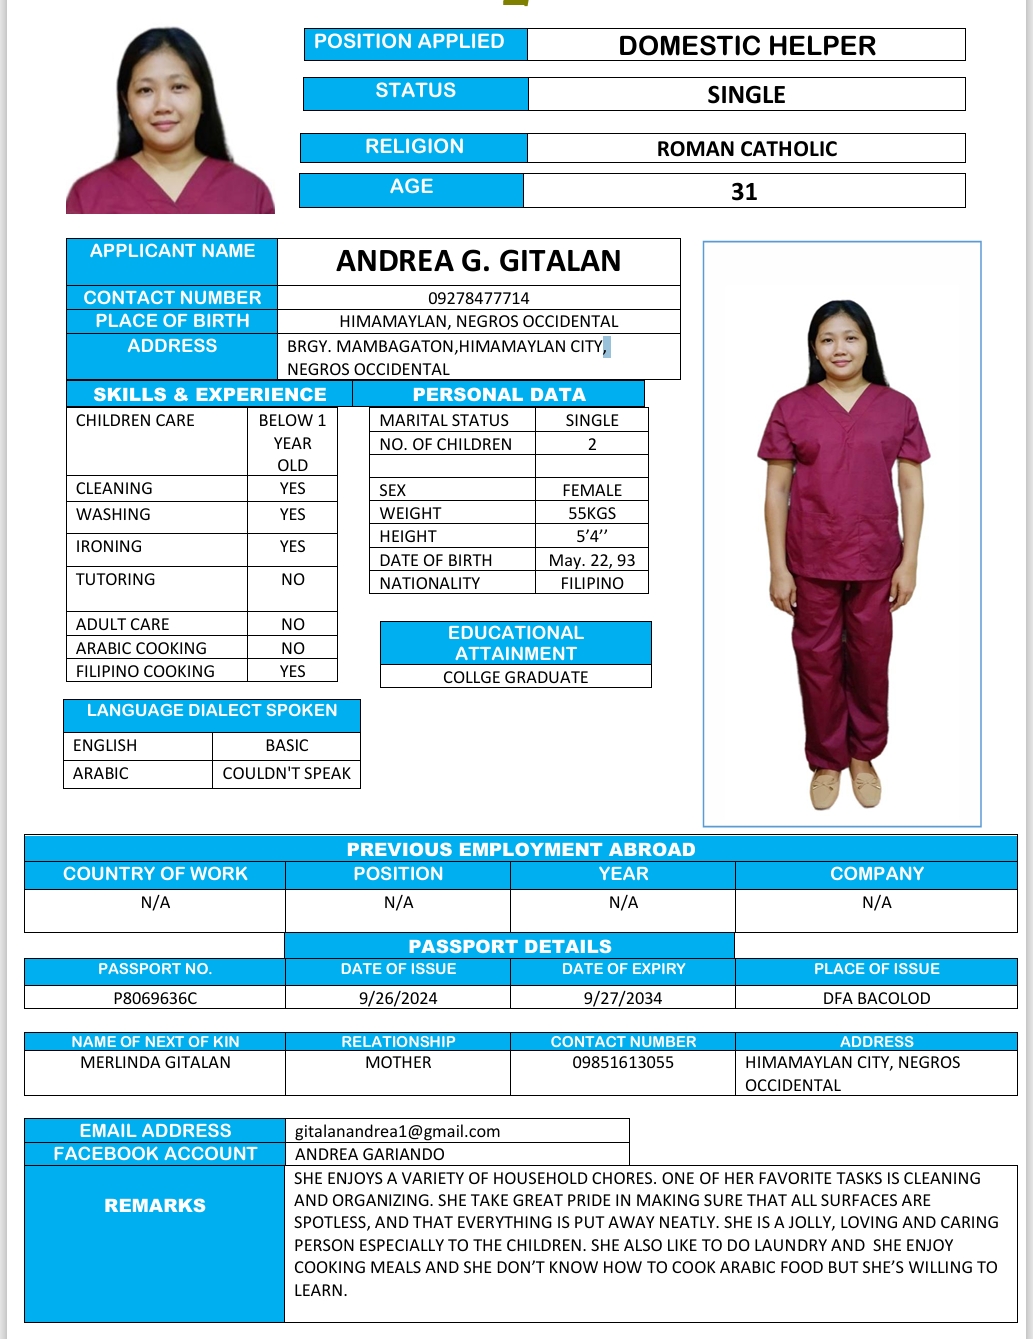 POSITION APPLIED DOMESTIC HELPER
STATUS SINGLE
RELIGION ROMAN CATHOLIC
AGE 31
APPLICANT NAME ANDREA G. GITALAN
CONTACT NUMBER 09278477714
PLACE OF BIRTH HIMAMAYLAN, NEGROS OCCIDENTAL
ADDRESS BRGY. MAMBAGATON,HIMAMAYLAN CITY,
NEGROS OCCIDENTAL
SKILLS & EXPERIENCE
CHILDREN CARE BELOW 1
YEAR
OLD
CLEANING YES
WASHING YES
IRONING YES
TUTORING NO
ADULT CARE NO
ARABIC COOKING NO
FILIPINO COOKING YES
PERSONAL DATA
MARITAL STATUS SINGLE
NO. OF CHILDREN 2
SEX FEMALE
WEIGHT 55KGS
HEIGHT 5’4’’
DATE OF BIRTH May. 22, 93
NATIONALITY FILIPINO
EDUCATIONAL
ATTAINMENT
COLLGE GRADUATE
LANGUAGE DIALECT SPOKEN
ENGLISH BASIC
ARABIC COULDN'T SPEAK
PREVIOUS EMPLOYMENT ABROAD
COUNTRY OF WORK POSITION YEAR COMPANY
N/A N/A N/A N/A
PASSPORT DETAILS
PASSPORT NO. DATE OF ISSUE DATE OF EXPIRY PLACE OF ISSUE
P8069636C 9/26/2024 9/27/2034 DFA BACOLOD
NAME OF NEXT OF KIN RELATIONSHIP CONTACT NUMBER ADDRESS
MERLINDA GITALAN MOTHER 09851613055 HIMAMAYLAN CITY, NEGROS
OCCIDENTAL
EMAIL ADDRESS gitalanandrea1@gmail.com
FACEBOOK ACCOUNT ANDREA GARIANDO
REMARKS
SHE ENJOYS A VARIETY OF HOUSEHOLD CHORES. ONE OF HER FAVORITE TASKS IS CLEANING
AND ORGANIZING. SHE TAKE GREAT PRIDE IN MAKING SURE THAT ALL SURFACES ARE
SPOTLESS, AND THAT EVERYTHING IS PUT AWAY NEATLY. SHE IS A JOLLY, LOVING AND CARING
PERSON ESPECIALLY TO THE CHILDREN. SHE ALSO LIKE TO DO LAUNDRY AND SHE ENJOY
COOKING MEALS AND SHE DON’T KNOW HOW TO COOK ARABIC FOOD BUT SHE’S WILLING TO
LEARN.